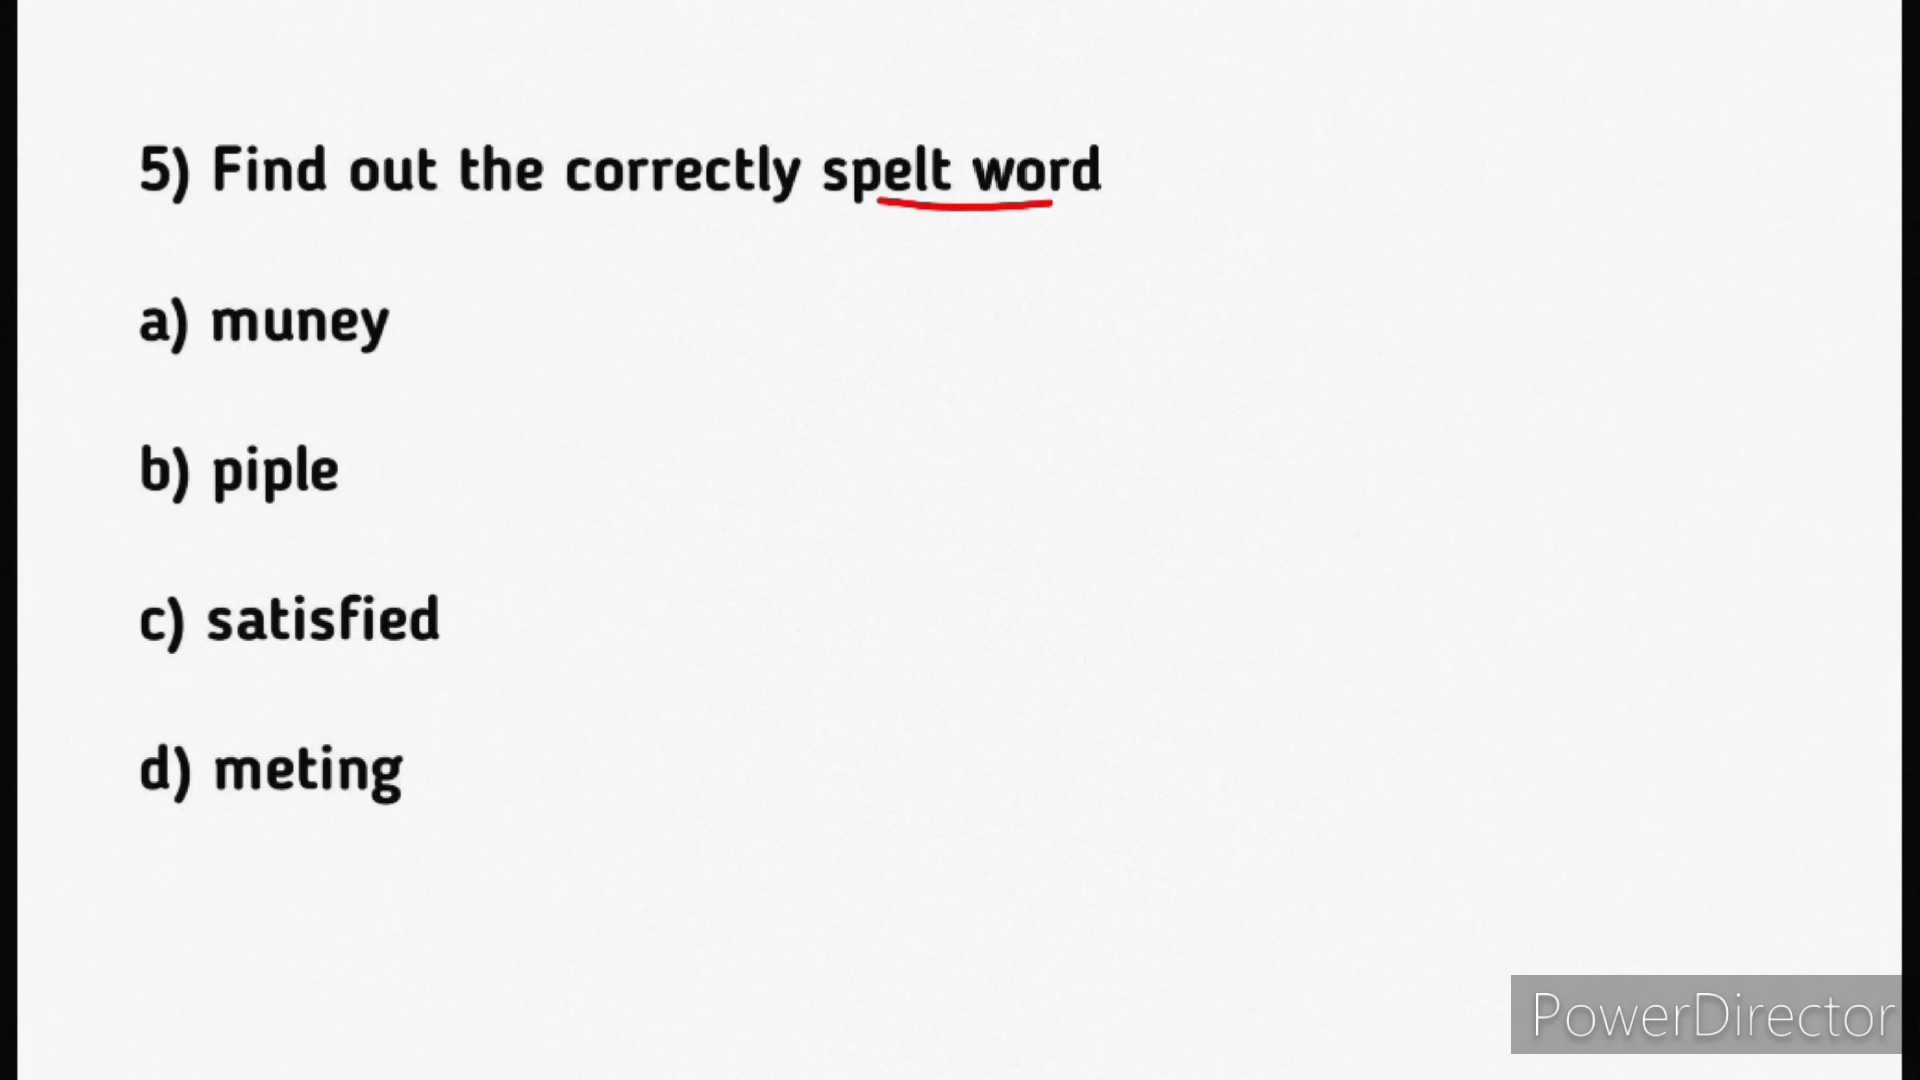 5) Find out the correctly spelt word
a) muney
b) piple
c) satisfied
d) meting
PowerDirector